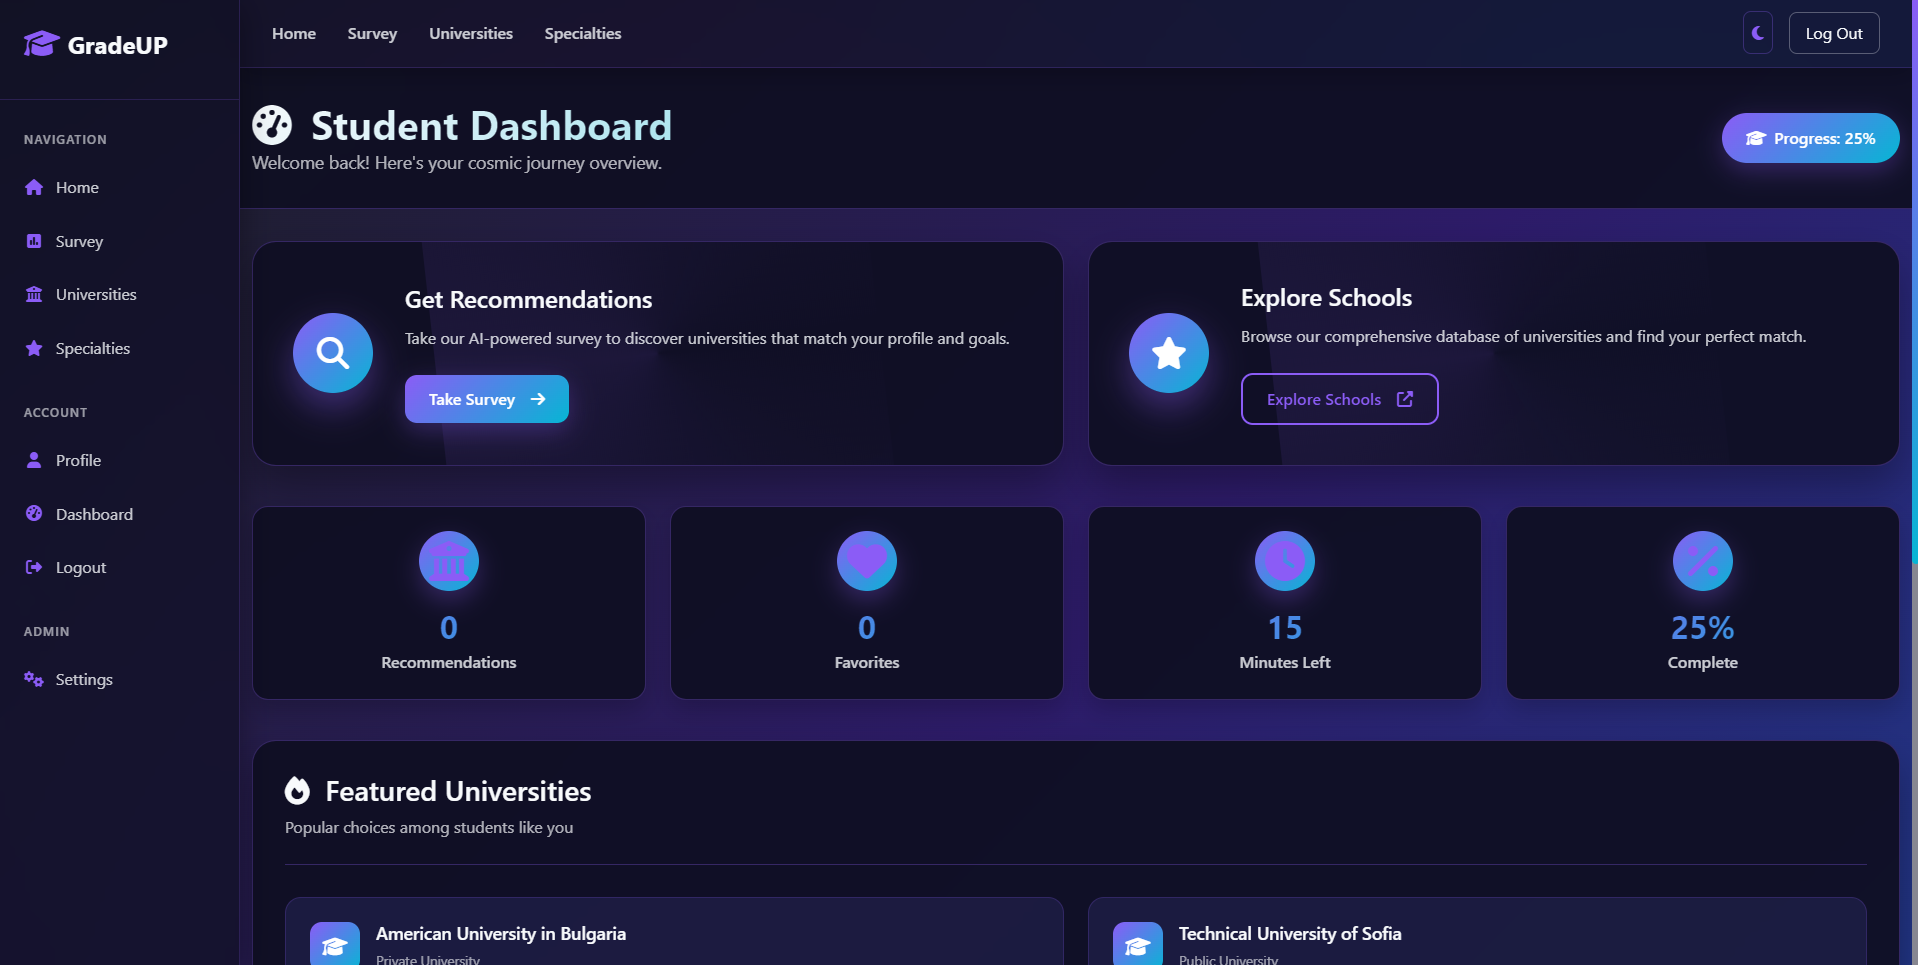 GradeUP
NAVIGATION
Home
Survey
Universities
Specialties
ACCOUNT
Profile
Dashboard
Logout
ADMIN
Settings
Home Survey Universities Specialties
Log Out
Student Dashboard
Welcome back! Here's your cosmic journey overview.
Progress: 25%
Get Recommendations
Take our AI-powered survey to discover universities that match your profile and goals.
Take Survey
Explore Schools
Browse our comprehensive database of universities and find your perfect match.
Explore Schools
0
Recommendations
0
Favorites
15
Minutes Left
25%
Complete
Featured Universities
Popular choices among students like you
American University in Bulgaria
Private University
Technical University of Sofia
Public University